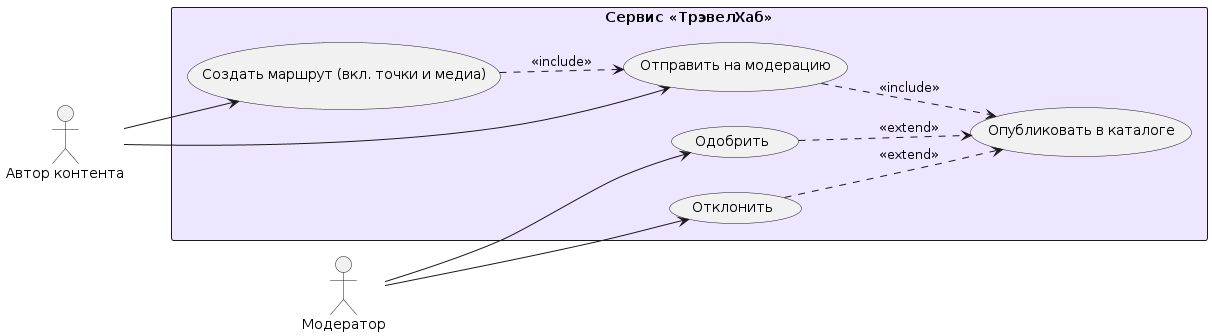 Сервис «ТрэвелХаб»
Создать маршрут (вкл. точки и медиа)
«include»
Отправить на модерацию
«include»
Опубликовать в каталоге
Одобрить
«extend»
«extend»
Отклонить
Автор контента
Модератор